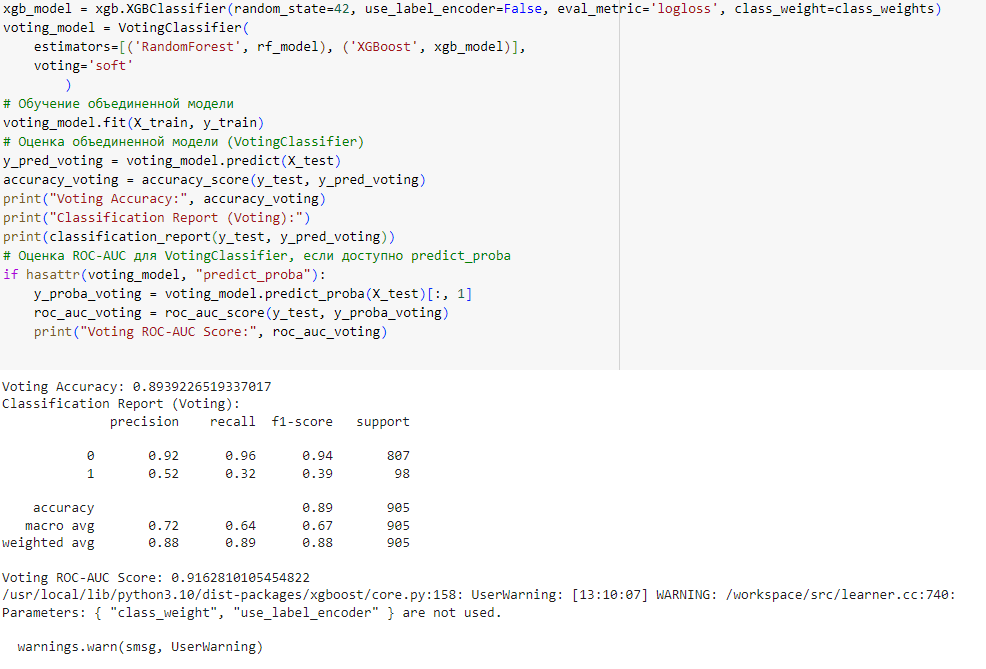 xgb_model = xgb.XGBClassifier(random_state=42, use_label_encoder=False, eval_metric='logloss', class_weight=class_weights)
voting_model = VotingClassifier(
    estimators=[('RandomForest', rf_model), ('XGBoost', xgb_model)],
    voting='soft'
        )
# Обучение объединенной модели
voting_model.fit(X_train, y_train)
# Оценка объединенной модели (VotingClassifier)
y_pred_voting = voting_model.predict(X_test)
accuracy_voting = accuracy_score(y_test, y_pred_voting)
print("Voting Accuracy:", accuracy_voting)
print("Classification Report (Voting):")
print(classification_report(y_test, y_pred_voting))
# Оценка ROC-AUC для VotingClassifier, если доступно predict_proba
if hasattr(voting_model, "predict_proba"):
    y_proba_voting = voting_model.predict_proba(X_test)[:, 1]
    roc_auc_voting = roc_auc_score(y_test, y_proba_voting)
    print("Voting ROC-AUC Score:", roc_auc_voting)
Voting Accuracy: 0.8939226519337017
Classification Report (Voting):
              precision    recall  f1-score   support
           0       0.92      0.96      0.94       807
           1       0.52      0.32      0.39        98
    accuracy                           0.89       905
   macro avg       0.72      0.64      0.67       905
weighted avg       0.88      0.89      0.88       905
Voting ROC-AUC Score: 0.9162810105454822
/usr/local/lib/python3.10/dist-packages/xgboost/core.py:158: UserWarning: [13:10:07] WARNING: /workspace/src/learner.cc:740:
Parameters: { "class_weight", "use_label_encoder" } are not used.
  warnings.warn(smsg, UserWarning)